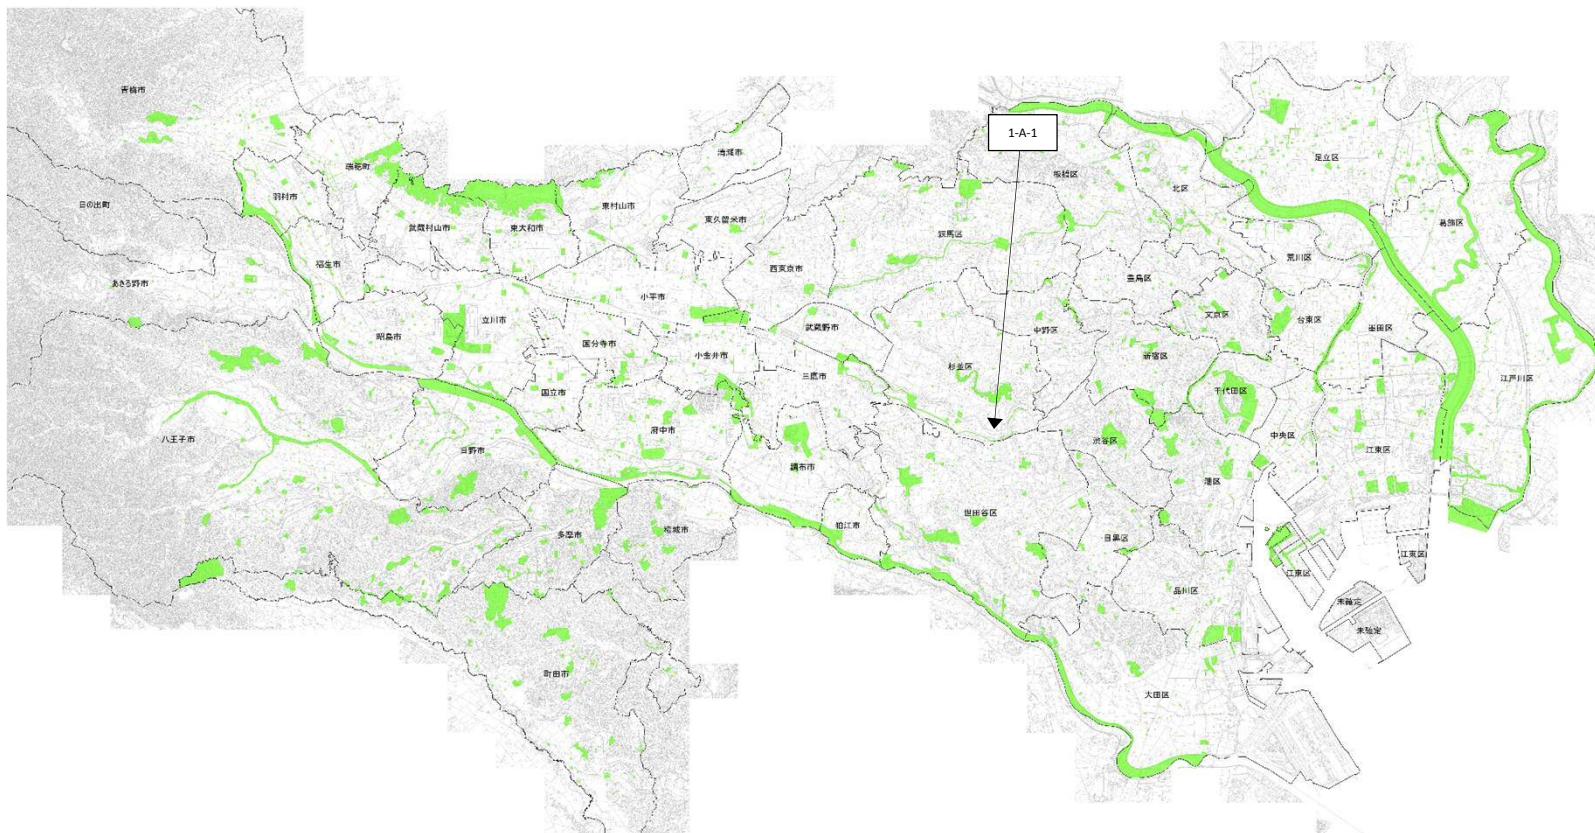 青梅市
1-A-1
足立区
清瀬市
瑞穂町
板橋区
北区
羽村市
日の出町
東村山市
東久留米市
葛飾区
武蔵村山市
東大和市
練馬区
荒川区
福生市
西東京市
豊島区
あきる野市
小平市
文京区
台東区
墨田区
立川市
武蔵野市
中野区
昭島市
国分寺市
小金井市
新宿区
杉並区
三鷹市
江戸川区
国立市
千代田区
八王子市
府中市
中央区
渋谷区
日野市
江東区
調布市
港区
世田谷区
狛江市
稲城市
多摩市
目黒区
江東区
江東区
品川区
未確定
未確定
町田市
大田区